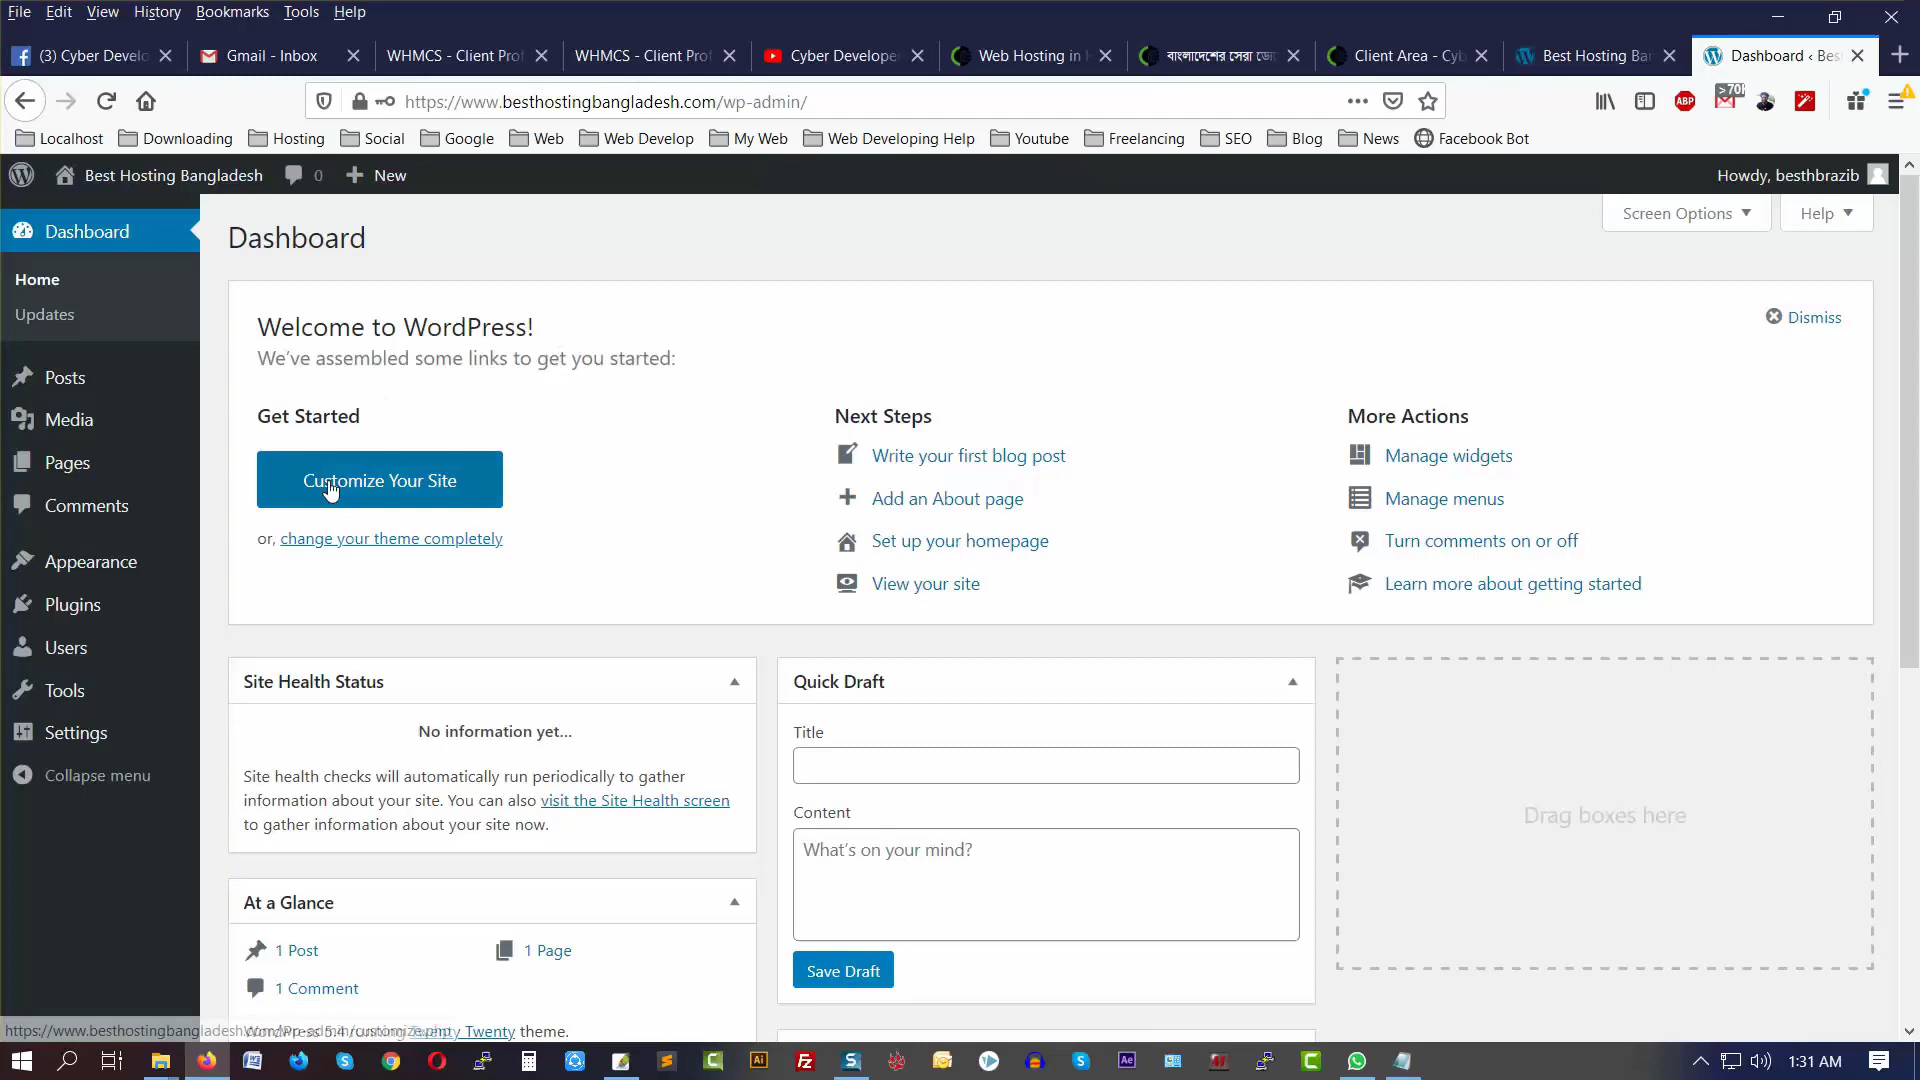 File Edit View History Bookmarks Tools Help
(3) Cyber Develo
Gmail - Inbox
WHMCS - Client Prof
WHMCS - Client Prof
Cyber Developer
Web Hosting in
বাংলাদেশের সেরা ডো
Client Area - Cyb
Best Hosting Ban
Dashboard ‹ Bes
https://www.besthostingbangladesh.com/wp-admin/
ABP
> 70k
Localhost Downloading Hosting Social Google Web Web Develop My Web Web Developing Help Youtube Freelancing SEO Blog News Facebook Bot
Best Hosting Bangladesh 0 New
Howdy, besthbrazib
Dashboard
Home
Updates
Posts
Media
Pages
Comments
Appearance
Plugins
Users
Tools
Settings
Collapse menu
Screen Options
Help
Dashboard
Welcome to WordPress!
Dismiss
We've assembled some links to get you started:
Get Started
Customize Your Site
or, change your theme completely
Next Steps
Write your first blog post
Add an About page
Set up your homepage
View your site
More Actions
Manage widgets
Manage menus
Turn comments on or off
Learn more about getting started
Site Health Status
No information yet...
Site health checks will automatically run periodically to gather
information about your site. You can also visit the Site Health screen
to gather information about your site now.
At a Glance
1 Post
1 Page
1 Comment
WordPress 5.4 running Twenty Twenty theme.
Quick Draft
Title
Content
What's on your mind?
Save Draft
Drag boxes here
https://www.besthostingbangladesh
1:31 AM